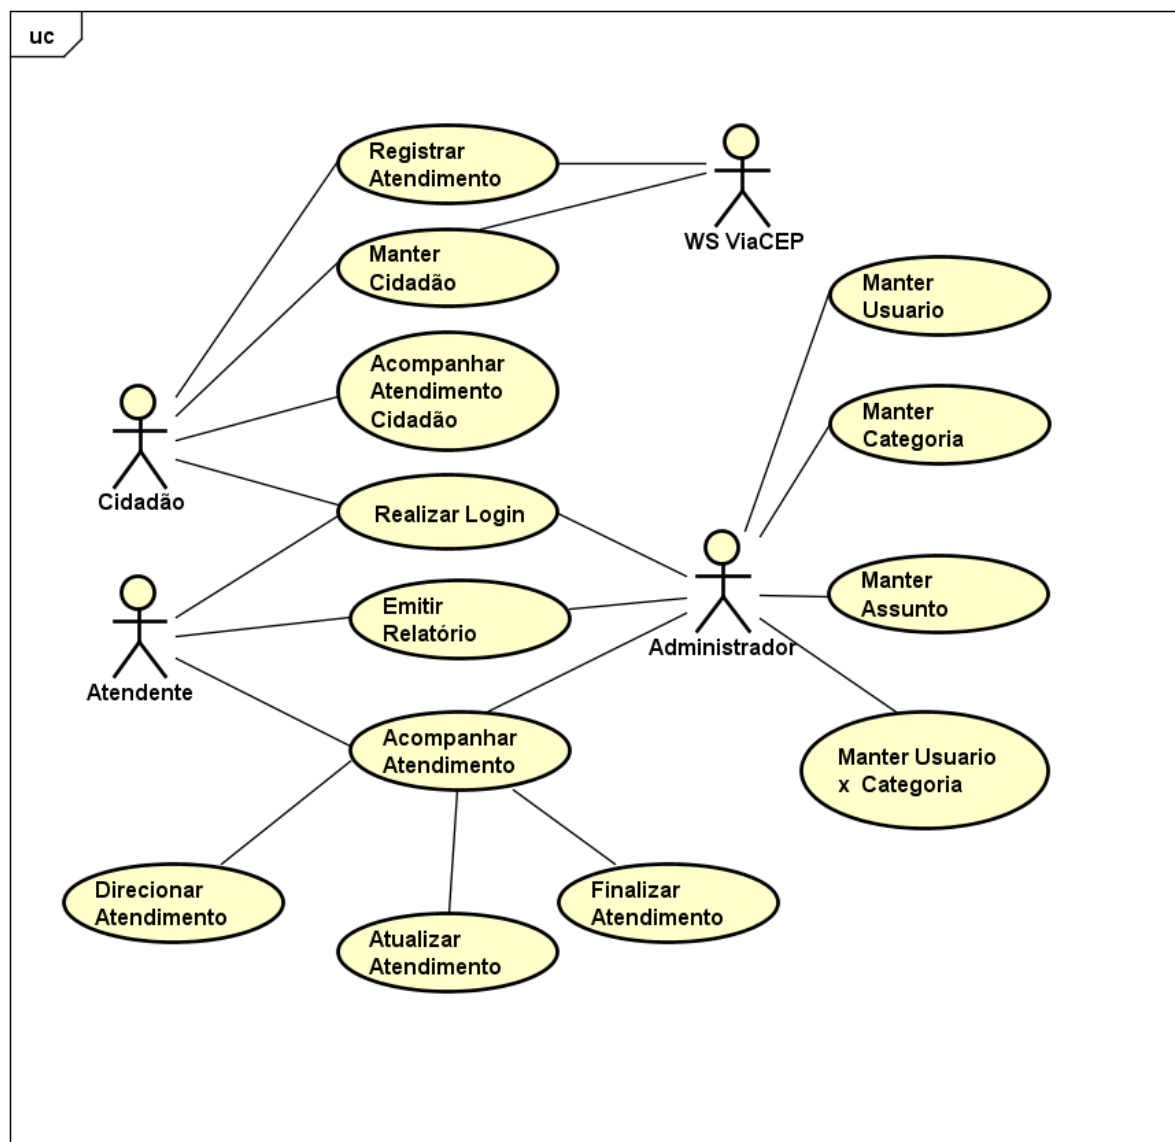 uc
Registrar
Atendimento
WS ViaCEP
Manter
Cidadão
Manter
Usuario
Acompanhar
Atendimento
Cidadão
Manter
Categoria
Cidadão
Realizar Login
Manter
Assunto
Emitir
Relatório
Administrador
Atendente
Acompanhar
Atendimento
Manter Usuario
x Categoria
Direcionar
Atendimento
Finalizar
Atendimento
Atualizar
Atendimento